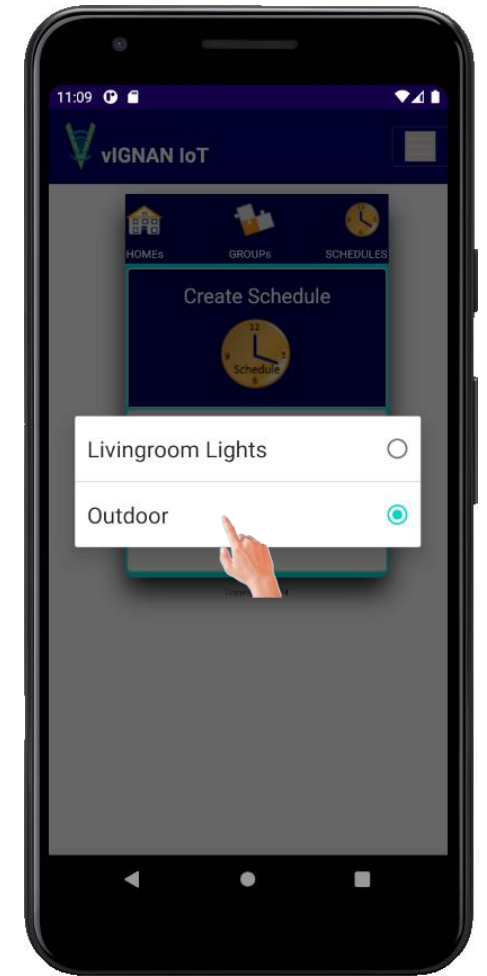 11:09
vIGNAN IoT
HOMEs GROUPs SCHEDULES
Create Schedule
12
9 3
Schedule
6
Livingroom Lights
Outdoor